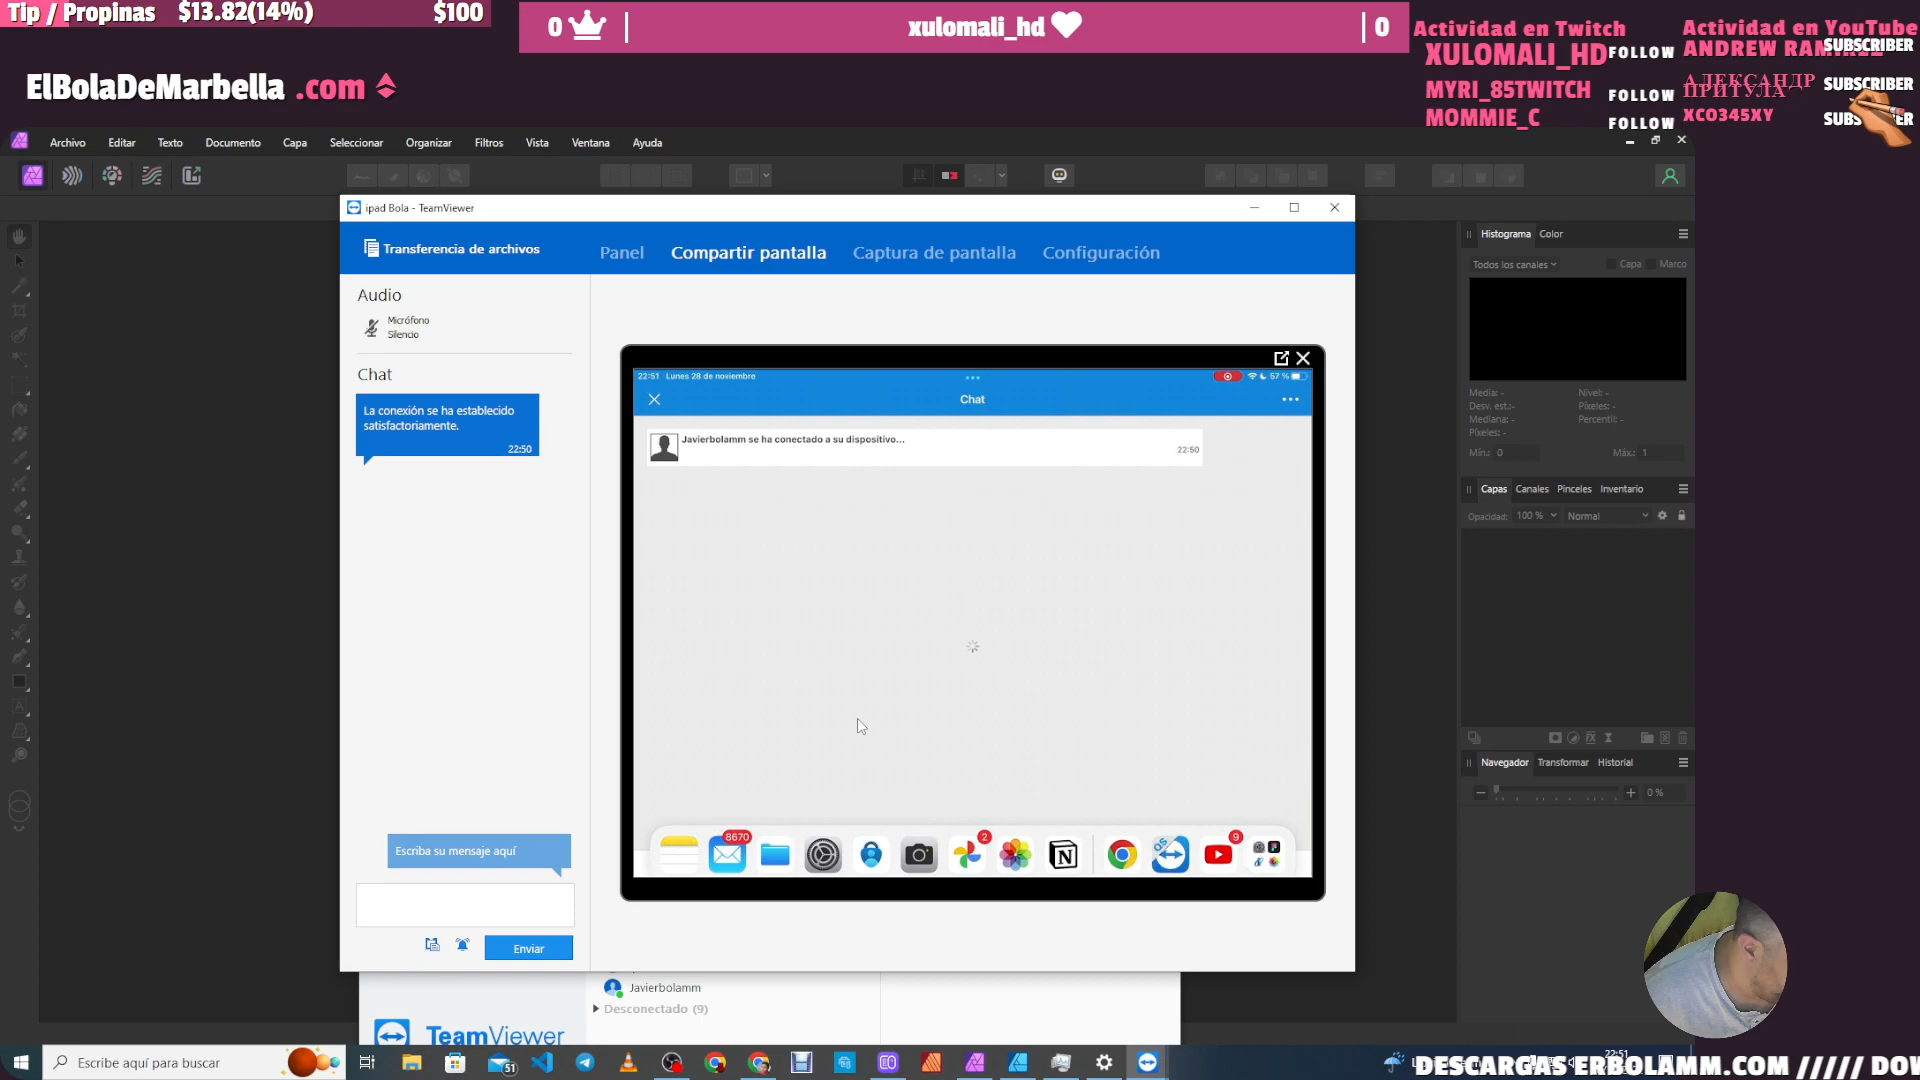 Tip / Propinas $13.82(14%) $100
0 xulomali_hd 0
Actividad en Twitch
XULOMALI_HD FOLLOW
MYRI_85TWITCH FOLLOW
MOMMIE_C FOLLOW
Actividad en YouTube
ANDREW SUBSCRIBER
АЛЕКСАНДР
ПРИТУЛА SUBSCRIBER
XCO345XY
ElBolaDeMarbella .com
Archivo Editar Texto Documento Capa Seleccionar Organizar Filtros Vista Ventana Ayuda
ipad Bola - TeamViewer
Transferencia de archivos
Panel Compartir pantalla Captura de pantalla Configuración
Audio
Micrófono
Silencio
Chat
La conexión se ha establecido
satisfactoriamente.
22:50
Escriba su mensaje aquí
Enviar
22:51 Lunes 28 de noviembre
57 %
Chat
Javierbolamm se ha conectado a su dispositivo...
22:50
8670
2
9
QS
Histograma Color
Todos los canales Capa Marco
Media: - Nivel: -
Desv. est.:- Píxeles: -
Mediana: - Percentil: -
Píxeles: -
Mín.: 0 Máx.: 1
Capas Canales Pinceles Inventario
Opacidad: 100 % Normal
Navegador Transformar Historial
0 %
Javierbolamm
Desconectado (9)
TeamViewer
Escribe aquí para buscar
51
22:51
DESCARGAS ERBOLAMM.COM /////